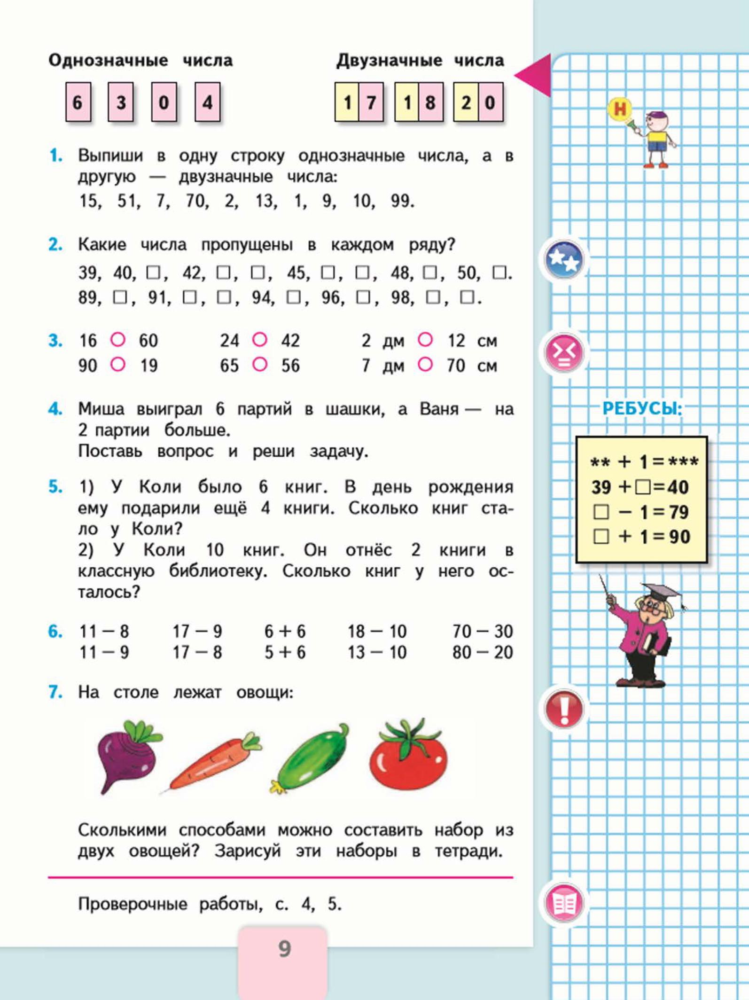 Однозначные числа
Двузначные числа
6 3 0 4
17 18 20
Н
1. Выпиши в одну строку однозначные числа, а в
другую — двузначные числа:
15, 51, 7, 70, 2, 13, 1, 9, 10, 99.
2. Какие числа пропущены в каждом ряду?
39, 40, □, 42, □, □, 45, □, □, 48, □, 50, □.
89, □, 91, □, □, 94, □, 96, □, 98, □, □.
3. 16 ○ 60 24 ○ 42 2 дм ○ 12 см
90 ○ 19 65 ○ 56 7 дм ○ 70 см
4. Миша выиграл 6 партий в шашки, а Ваня — на
2 партии больше.
Поставь вопрос и реши задачу.
5. 1) У Коли было 6 книг. В день рождения
ему подарили ещё 4 книги. Сколько книг ста-
ло у Коли?
2) У Коли 10 книг. Он отнёс 2 книги в
классную библиотеку. Сколько книг у него ос-
талось?
6. 11 − 8 17 − 9 6 + 6 18 − 10 70 − 30
11 − 9 17 − 8 5 + 6 13 − 10 80 − 20
7. На столе лежат овощи:
Сколькими способами можно составить набор из
двух овощей? Зарисуй эти наборы в тетради.
Проверочные работы, с. 4, 5.
9
РЕБУСЫ:
** + 1 = ***
39 + □ = 40
□ − 1 = 79
□ + 1 = 90